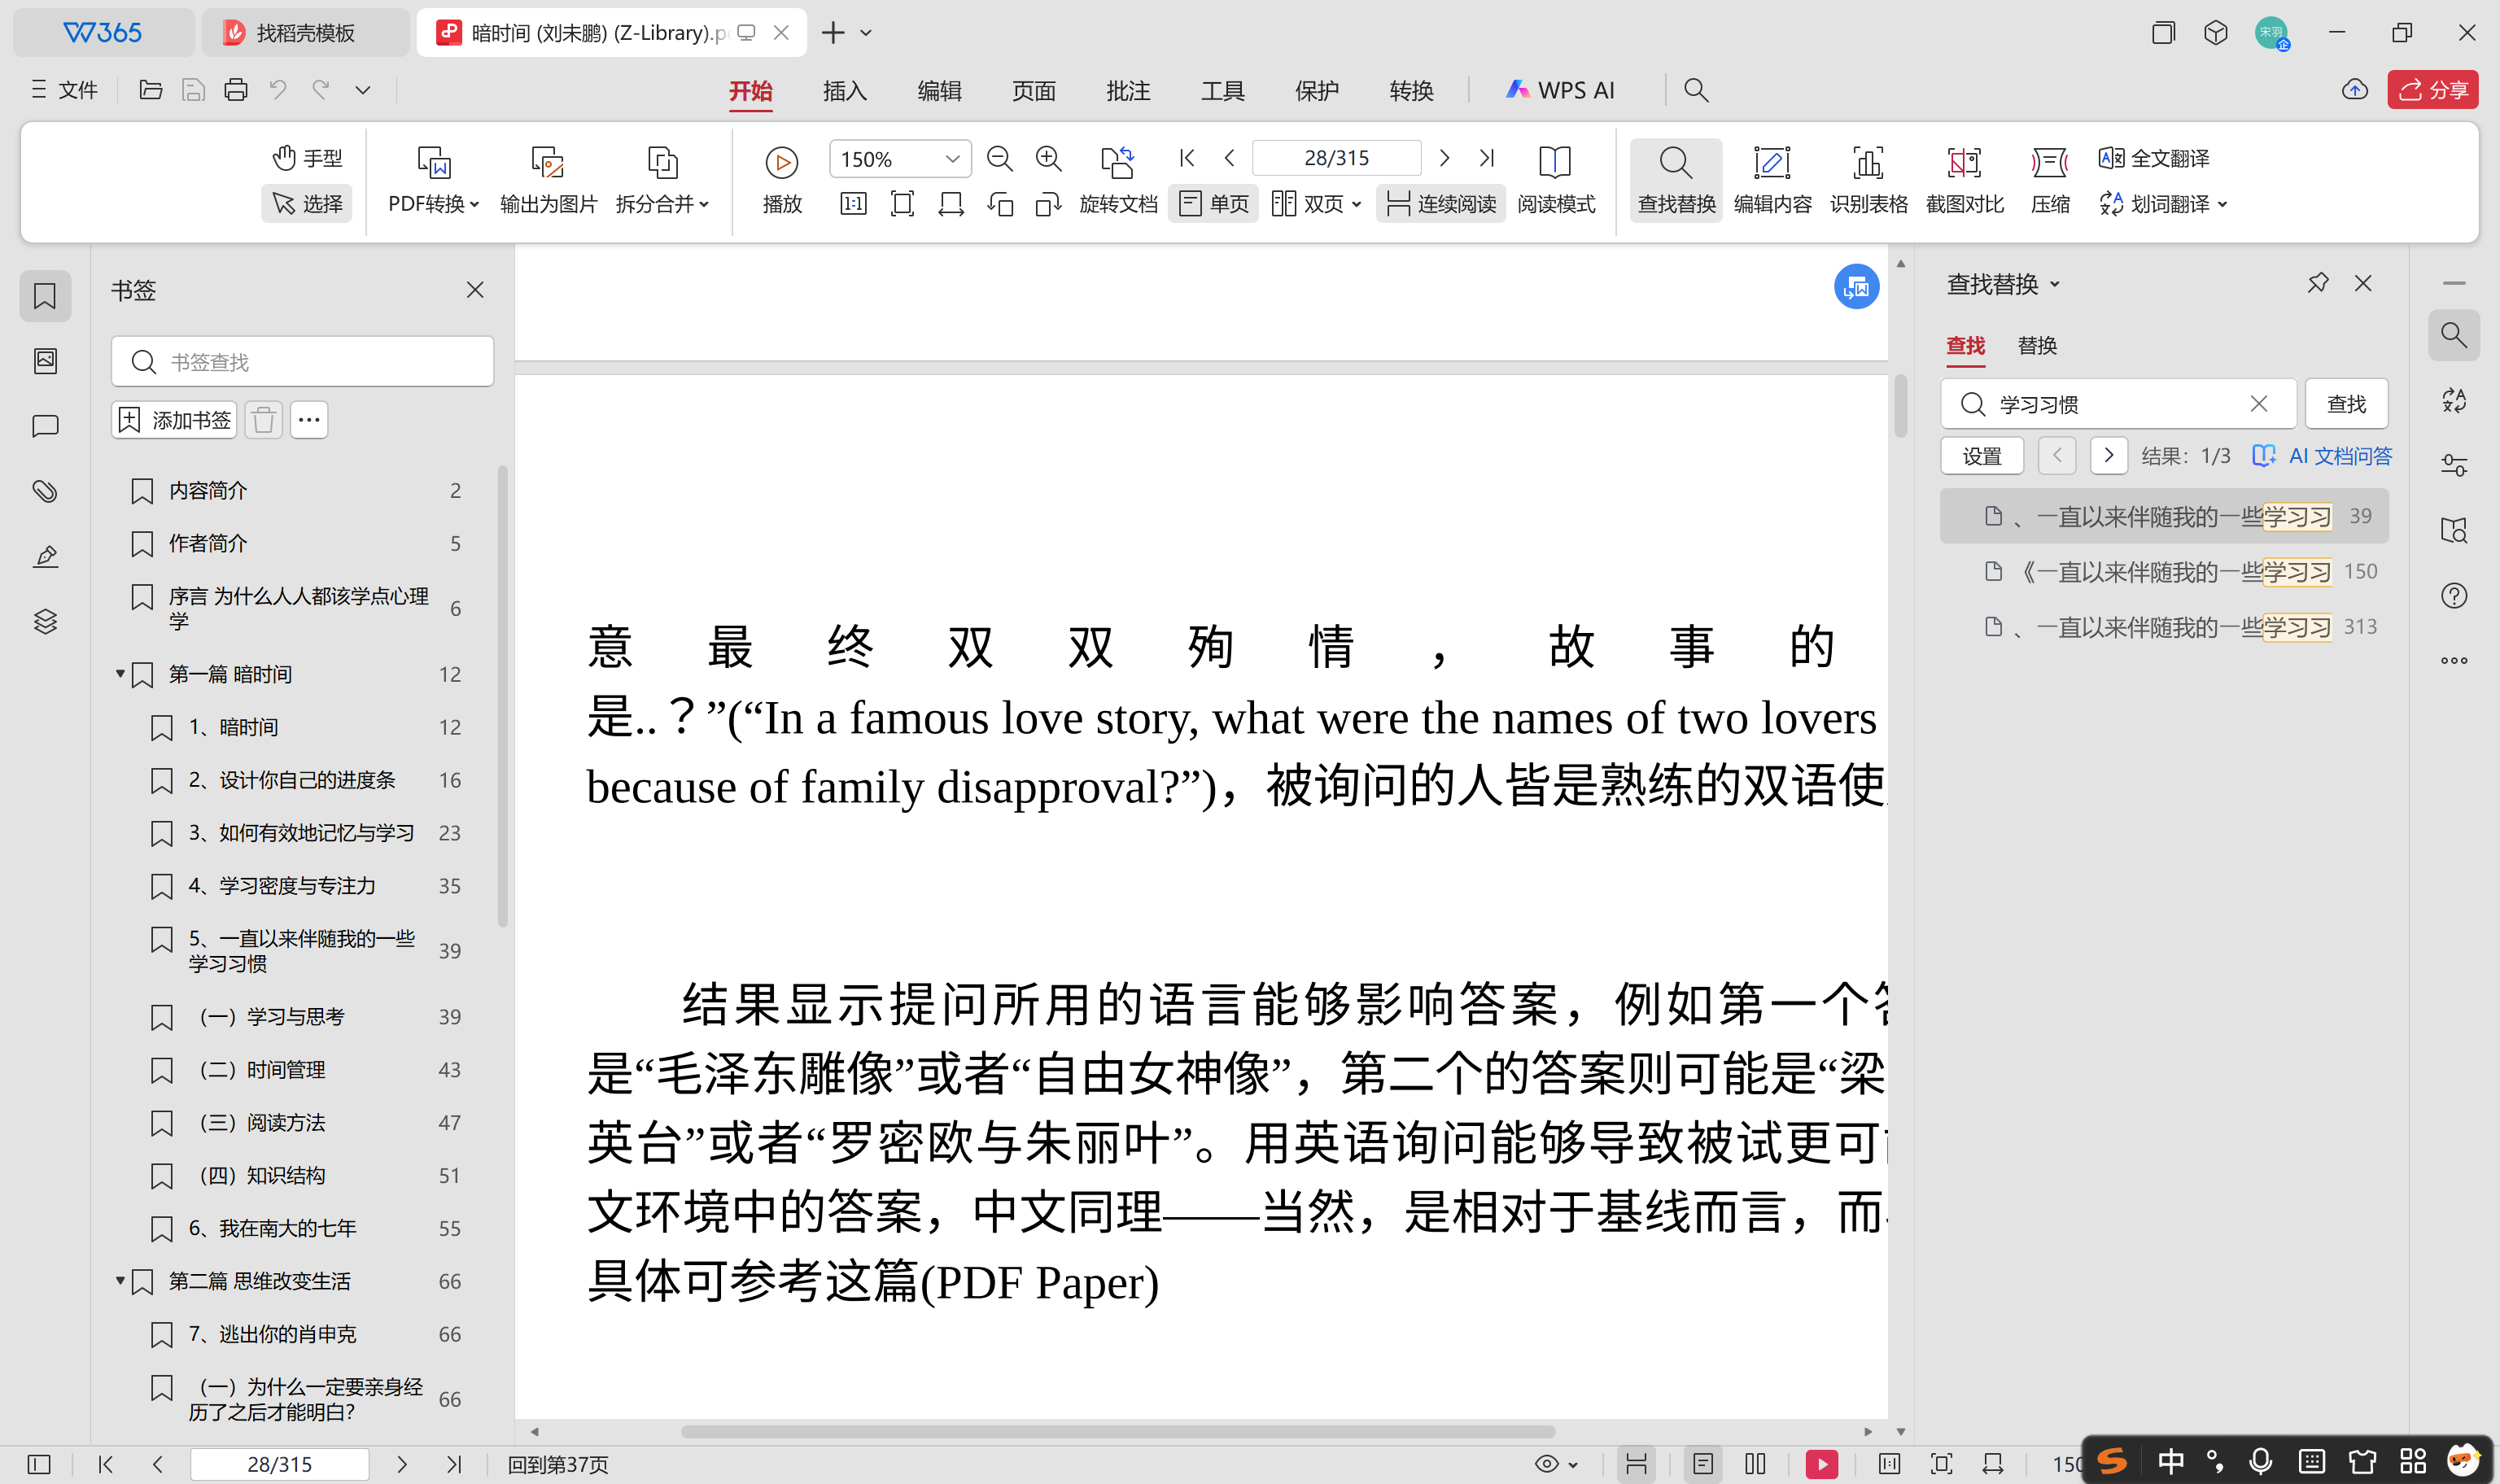 W365
找稻壳模板
暗时间 (刘未鹏) (Z-Library).p
宋羽
企
文件
开始
插入
编辑
页面
批注
工具
保护
转换
WPS AI
分享
手型
选择
PDF转换
输出为图片
拆分合并
播放
150%
旋转文档
28/315
单页
双页
连续阅读
阅读模式
查找替换
编辑内容
识别表格
截图对比
压缩
全文翻译
划词翻译
书签
书签查找
添加书签
内容简介 2
作者简介 5
序言 为什么人人都该学点心理
学 6
第一篇 暗时间 12
1、暗时间 12
2、设计你自己的进度条 16
3、如何有效地记忆与学习 23
4、学习密度与专注力 35
5、一直以来伴随我的一些
学习习惯 39
（一）学习与思考 39
（二）时间管理 43
（三）阅读方法 47
（四）知识结构 51
6、我在南大的七年 55
第二篇 思维改变生活 66
7、逃出你的肖申克 66
（一）为什么一定要亲身经
历了之后才能明白？ 66
意最终双双殉情，故事的
是..？”(“In a famous love story, what were the names of two lovers
because of family disapproval?”)，被询问的人皆是熟练的双语使
结果显示提问所用的语言能够影响答案，例如第一个
是“毛泽东雕像”或者“自由女神像”，第二个的答案则可能是“梁
英台”或者“罗密欧与朱丽叶”。用英语询问能够导致被试更可
文环境中的答案，中文同理——当然，是相对于基线而言，而
具体可参考这篇(PDF Paper)
查找替换
查找
替换
学习习惯
查找
设置
结果：1/3
AI 文档问答
、一直以来伴随我的一些学习习 39
《一直以来伴随我的一些学习习 150
、一直以来伴随我的一些学习习 313
28/315
回到第37页
150
中